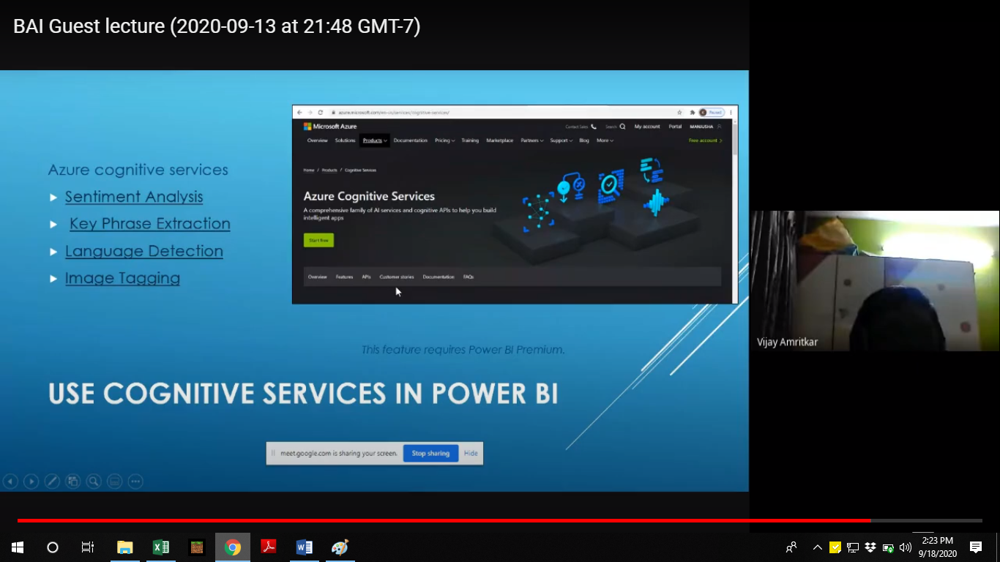 BAI Guest lecture (2020-09-13 at 21:48 GMT-7)
Azure cognitive services
Sentiment Analysis
Key Phrase Extraction
Language Detection
Image Tagging
azure.microsoft.com/en-us/services/cognitive-services/
Paused
Microsoft Azure
Contact Sales Search My account Portal MANJUSHA
Overview Solutions Products Documentation Pricing Training Marketplace Partners Support Blog More Free account
Home / Products / Cognitive Services
Azure Cognitive Services
A comprehensive family of AI services and cognitive APIs to help you build
intelligent apps
Start free
Overview Features APIs Customer stories Documentation FAQs
This feature requires Power BI Premium.
USE COGNITIVE SERVICES IN POWER BI
meet.google.com is sharing your screen. Stop sharing Hide
Vijay Amritkar
2:23 PM
9/18/2020